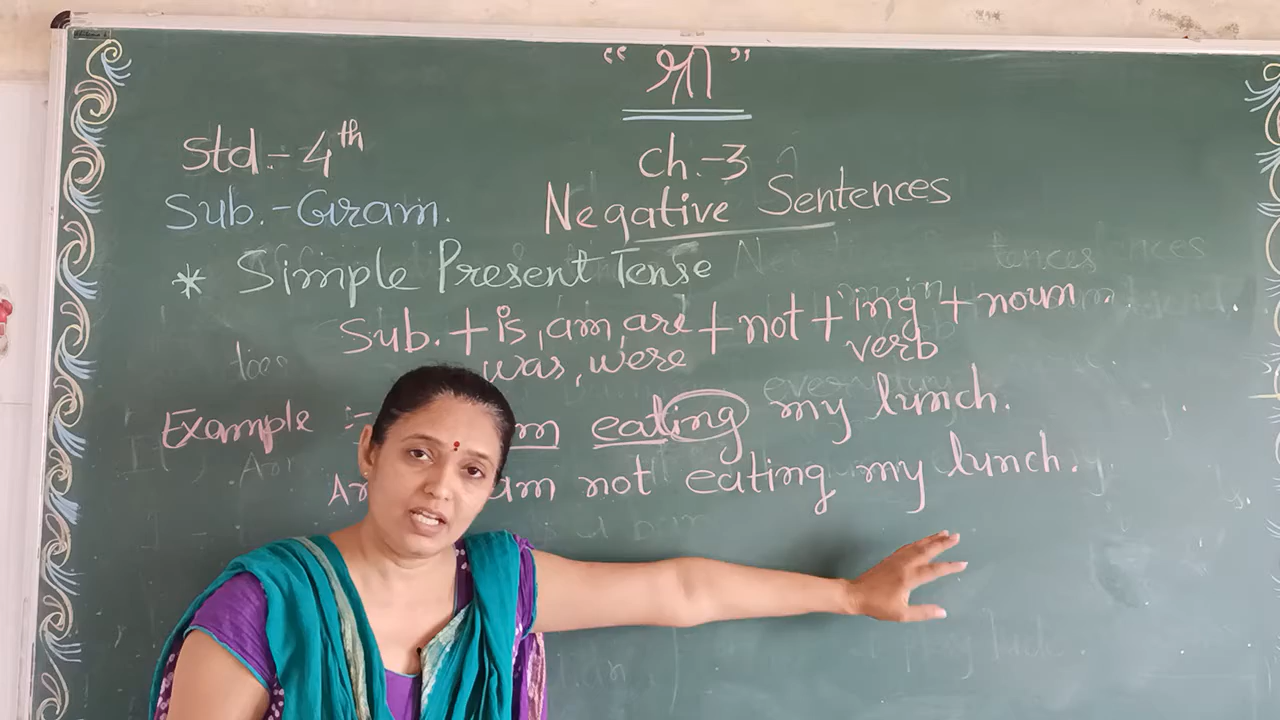 “ श्री ”
Std.- 4th
Ch.-3
Sub.-Gram.
Negative Sentences
* Simple Present Tense
Sub. + is, am, are + not + ing + noun.
was, were verb
Example :- am eating my lunch.
An am not eating my lunch.